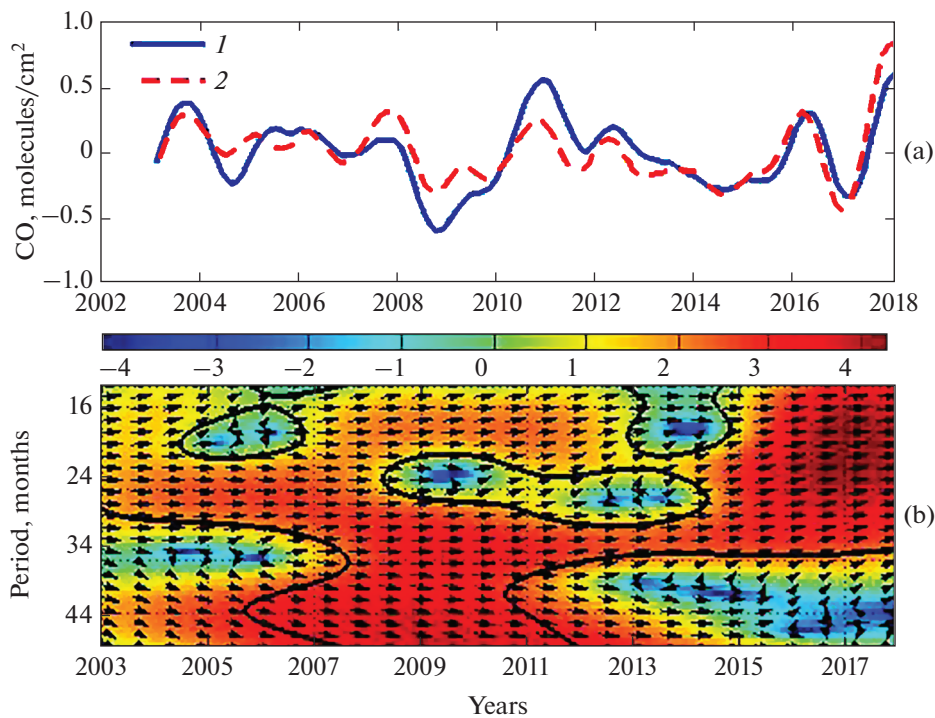 1.0
0.5
0
−0.5
−1.0
CO, molecules/cm²
1
2
(a)
2002 2004 2006 2008 2010 2012 2014 2016 2018
−4 −3 −2 −1 0 1 2 3 4
16
24
34
44
Period, months
(b)
2003 2005 2007 2009 2011 2013 2015 2017
Years